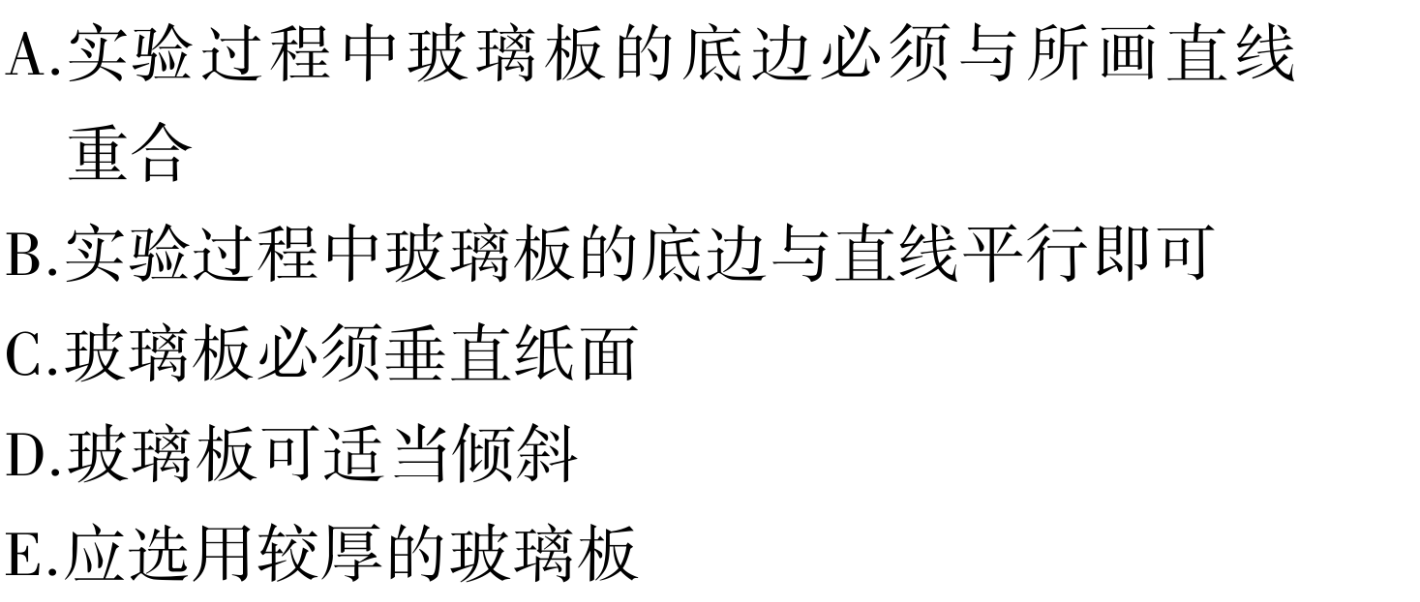 A.实验过程中玻璃板的底边必须与所画直线
重合
B.实验过程中玻璃板的底边与直线平行即可
C.玻璃板必须垂直纸面
D.玻璃板可适当倾斜
E.应选用较厚的玻璃板